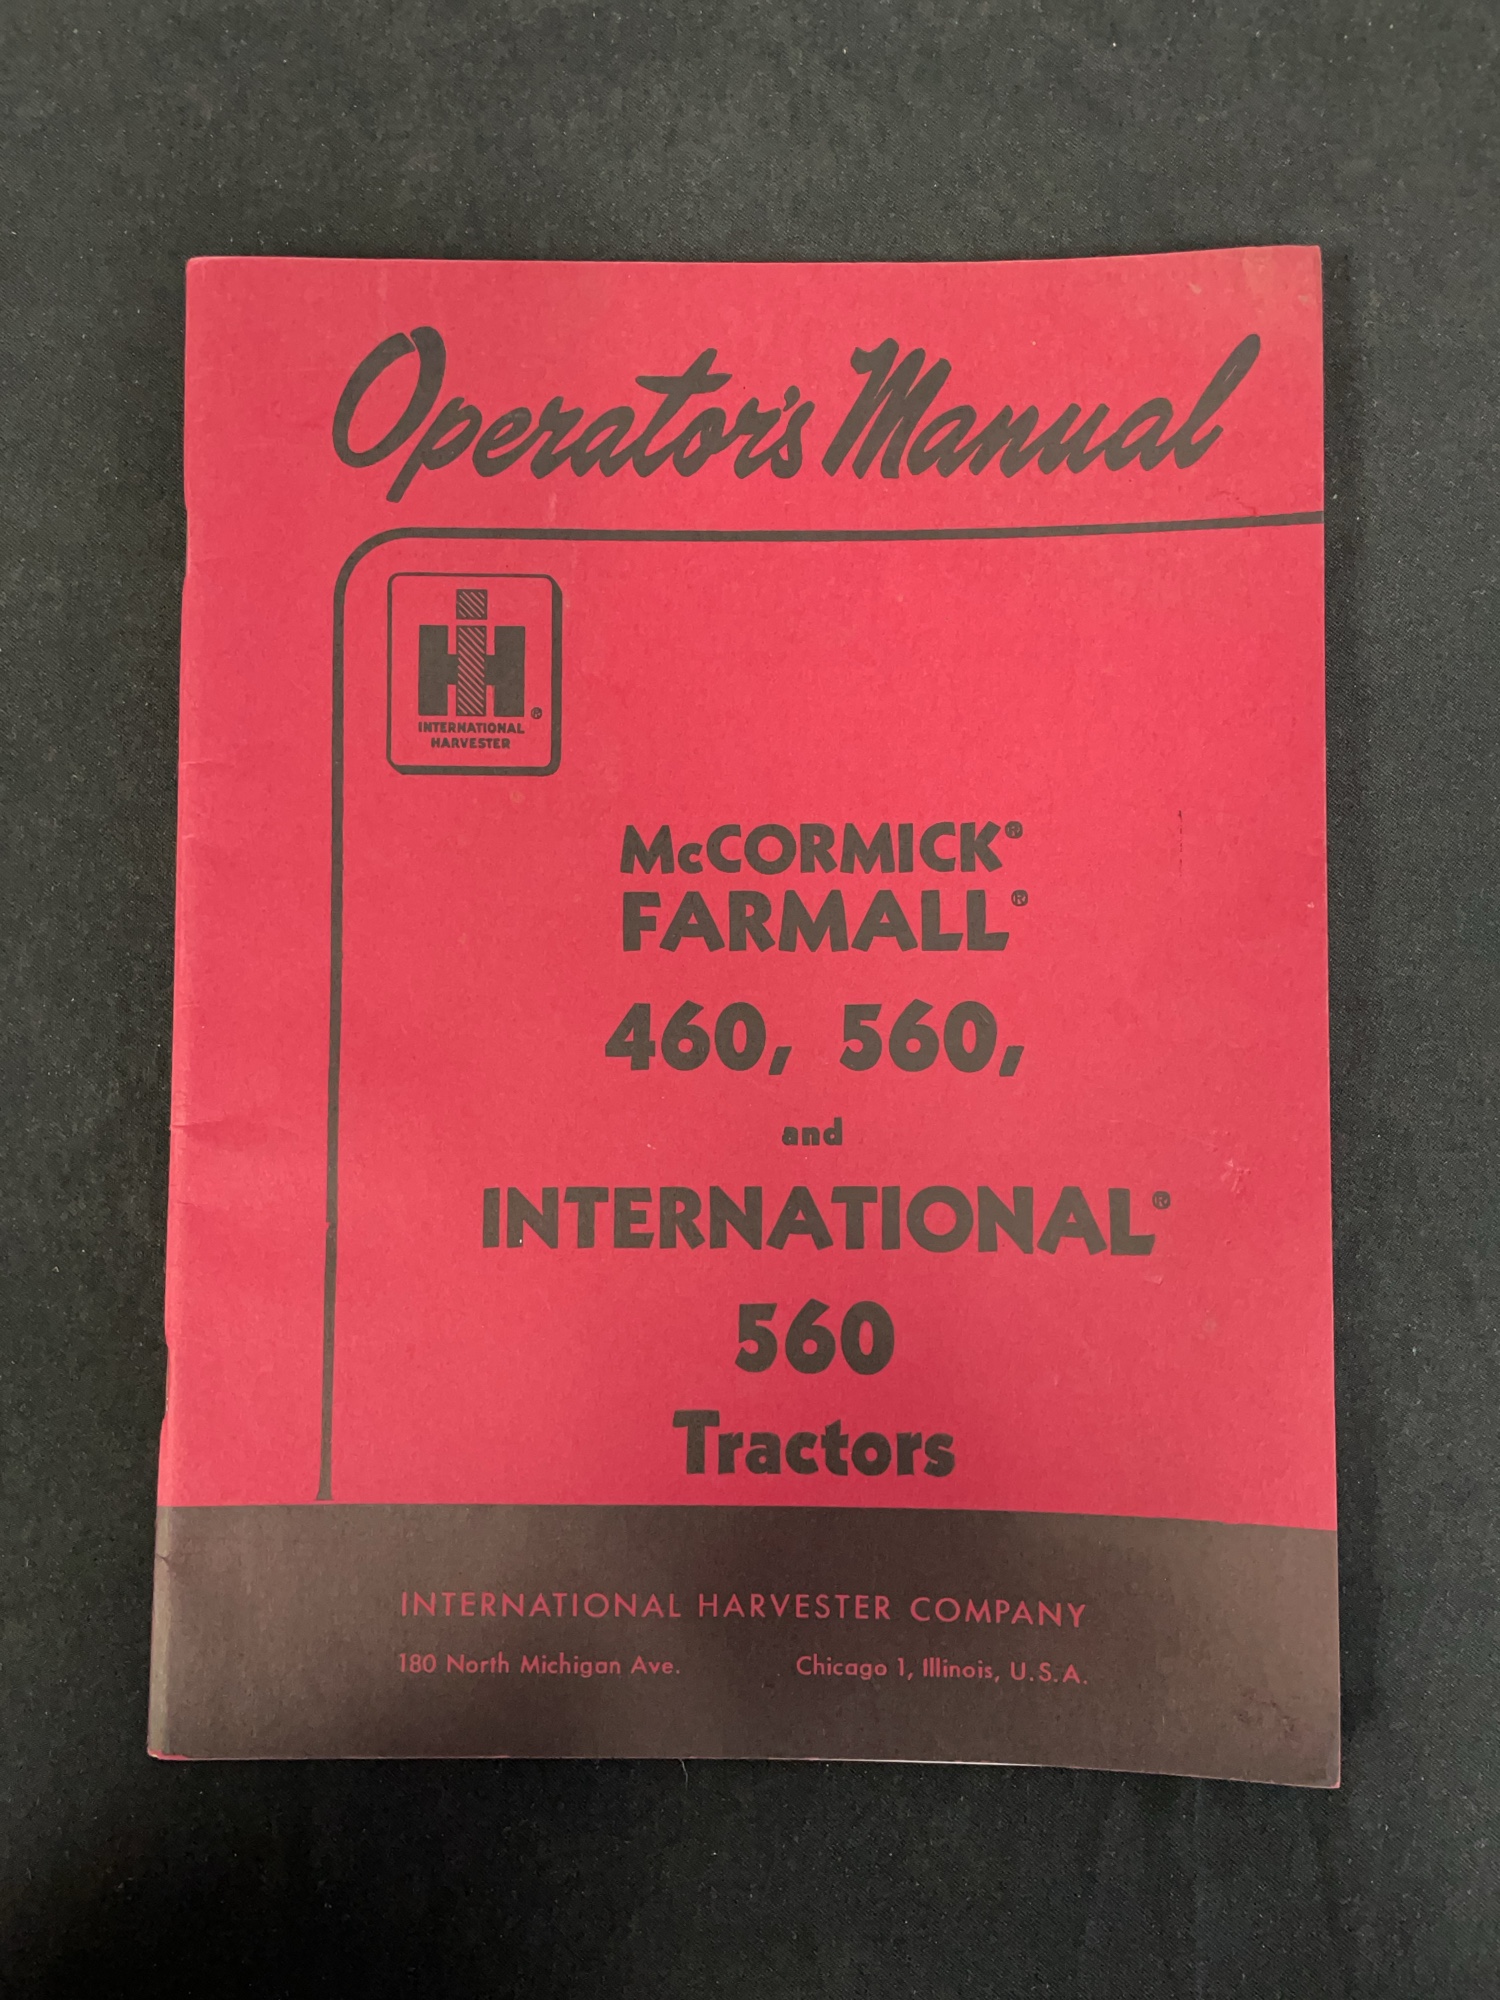 Operator's Manual
IH ®
INTERNATIONAL
HARVESTER
McCORMICK®
FARMALL®
460, 560,
and
INTERNATIONAL®
560
Tractors
INTERNATIONAL HARVESTER COMPANY
180 North Michigan Ave. Chicago 1, Illinois, U.S.A.